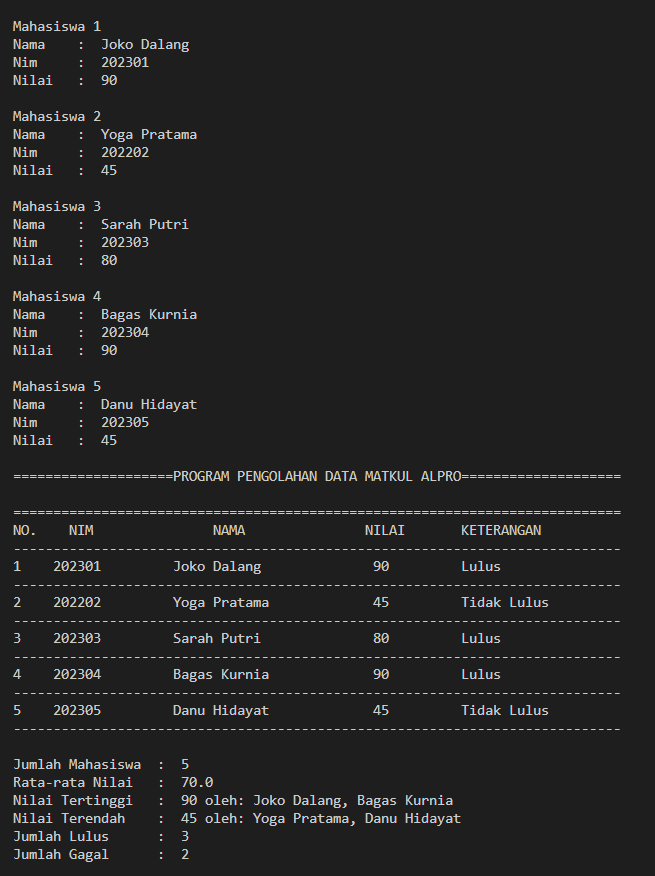 Mahasiswa 1
Nama    :  Joko Dalang
Nim     :  202301
Nilai   :  90
Mahasiswa 2
Nama    :  Yoga Pratama
Nim     :  202202
Nilai   :  45
Mahasiswa 3
Nama    :  Sarah Putri
Nim     :  202303
Nilai   :  80
Mahasiswa 4
Nama    :  Bagas Kurnia
Nim     :  202304
Nilai   :  90
Mahasiswa 5
Nama    :  Danu Hidayat
Nim     :  202305
Nilai   :  45
====================PROGRAM PENGOLAHAN DATA MATKUL ALPRO====================
============================================================================
NO.    NIM               NAMA               NILAI       KETERANGAN
----------------------------------------------------------------------------
1    202301         Joko Dalang              90         Lulus
----------------------------------------------------------------------------
2    202202         Yoga Pratama             45         Tidak Lulus
----------------------------------------------------------------------------
3    202303         Sarah Putri              80         Lulus
----------------------------------------------------------------------------
4    202304         Bagas Kurnia             90         Lulus
----------------------------------------------------------------------------
5    202305         Danu Hidayat             45         Tidak Lulus
----------------------------------------------------------------------------
Jumlah Mahasiswa  :  5
Rata-rata Nilai   :  70.0
Nilai Tertinggi   :  90 oleh: Joko Dalang, Bagas Kurnia
Nilai Terendah    :  45 oleh: Yoga Pratama, Danu Hidayat
Jumlah Lulus      :  3
Jumlah Gagal      :  2